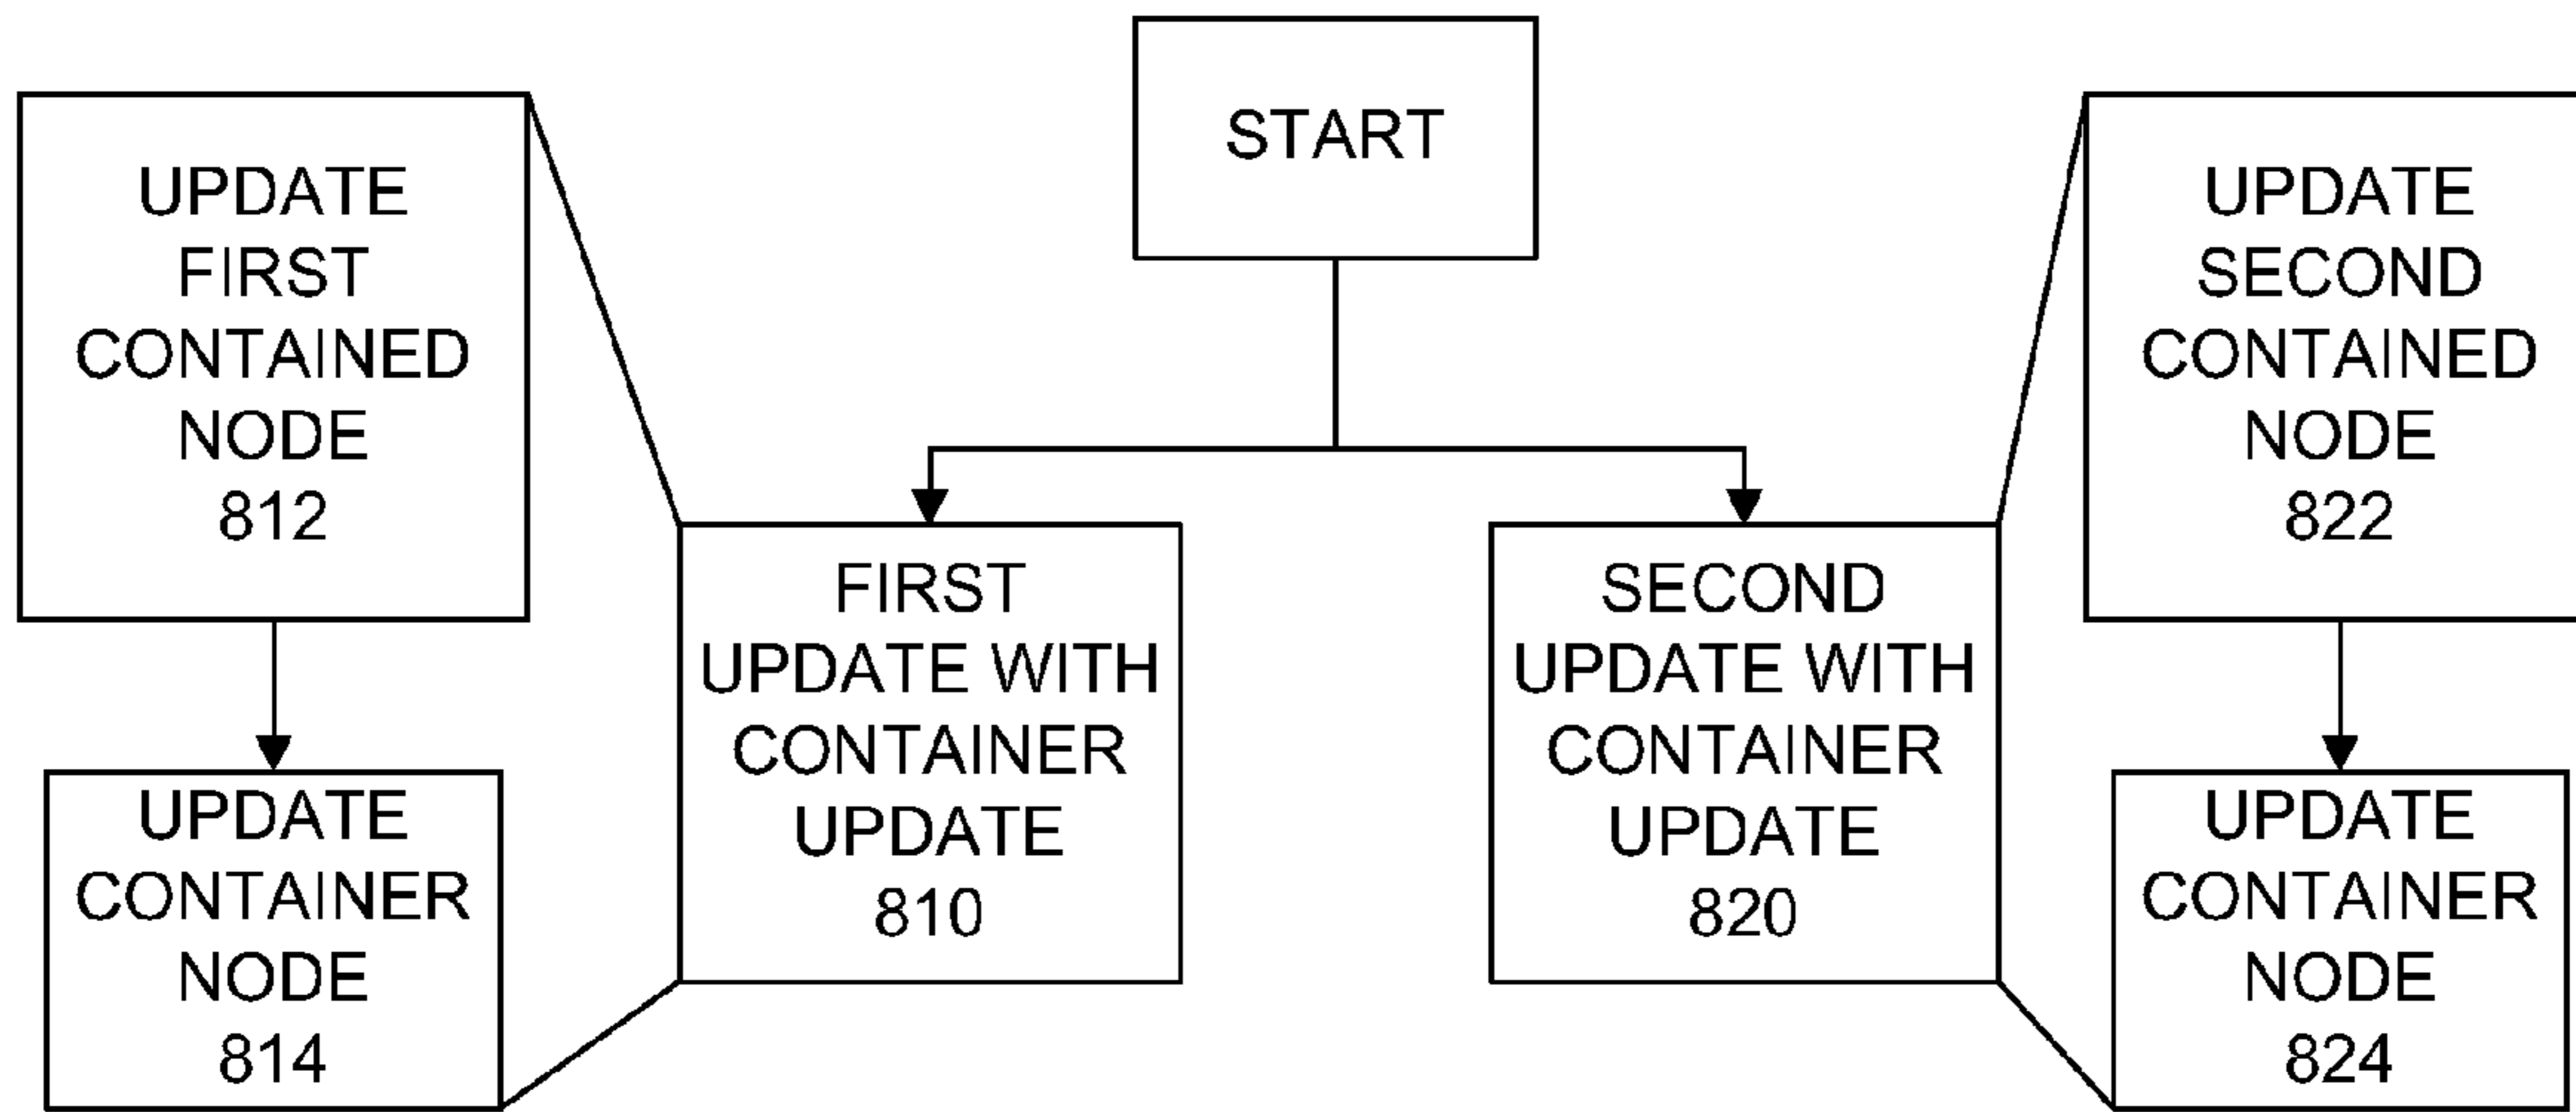 START
UPDATE
FIRST
CONTAINED
NODE
812
UPDATE
CONTAINER
NODE
814
FIRST
UPDATE WITH
CONTAINER
UPDATE
810
SECOND
UPDATE WITH
CONTAINER
UPDATE
820
UPDATE
SECOND
CONTAINED
NODE
822
UPDATE
CONTAINER
NODE
824